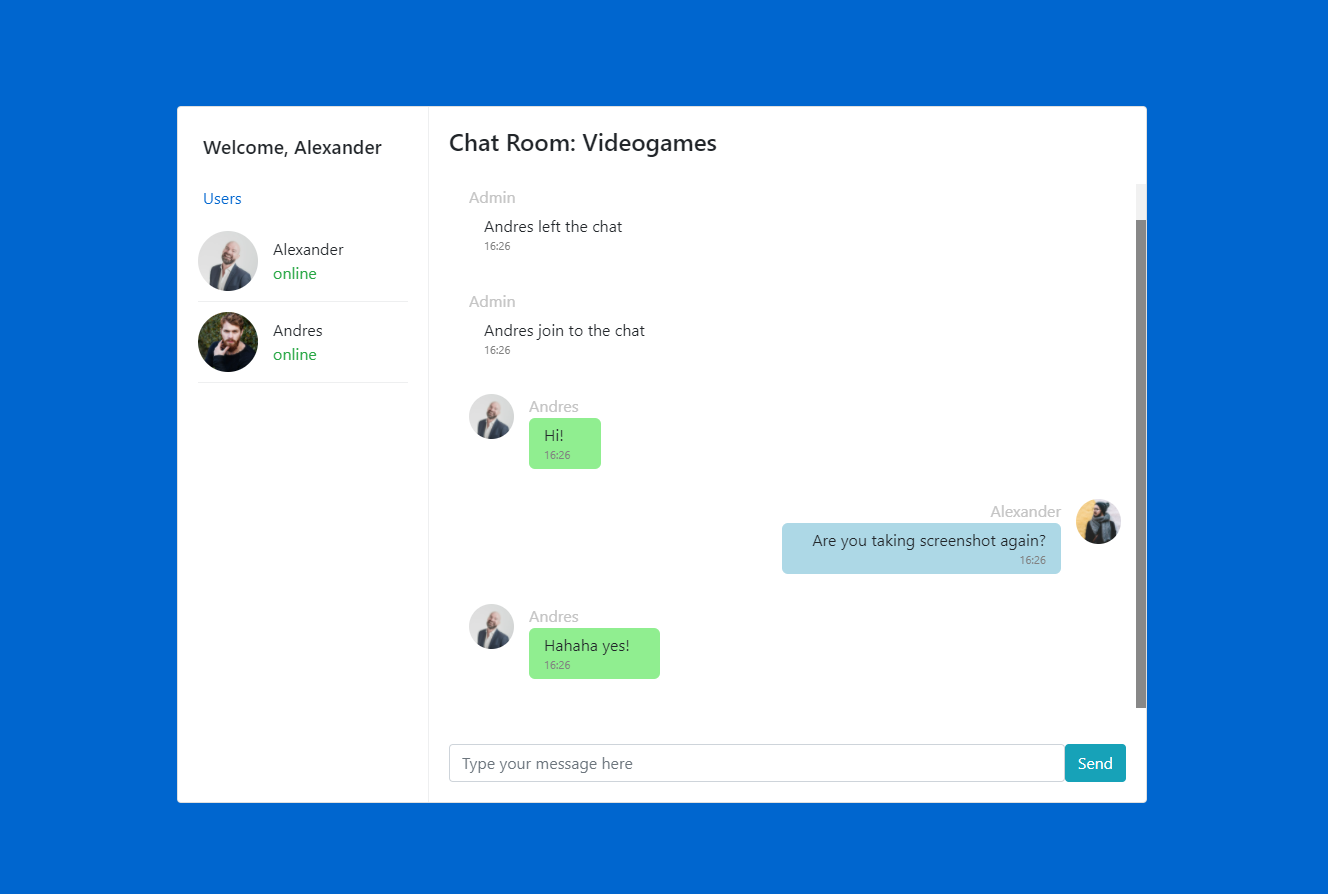 Welcome, Alexander
Users
Alexander
online
Andres
online
Chat Room: Videogames
Admin
Andres left the chat
16:26
Admin
Andres join to the chat
16:26
Andres
Hi!
16:26
Alexander
Are you taking screenshot again?
16:26
Andres
Hahaha yes!
16:26
Type your message here
Send